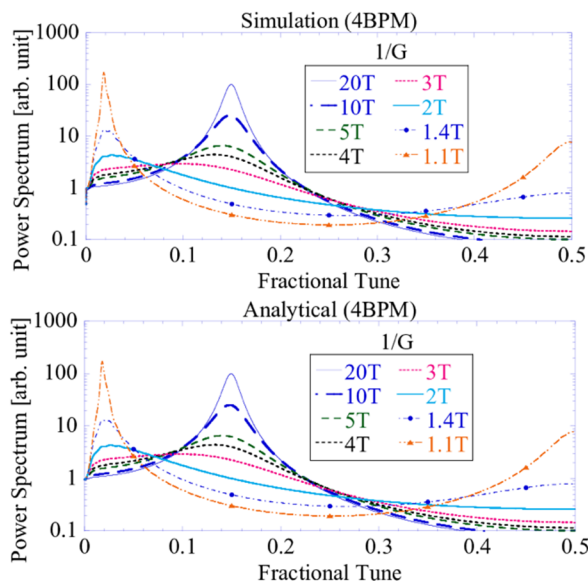 Simulation (4BPM)
1/G
20T 3T
10T 2T
5T 1.4T
4T 1.1T
Power Spectrum [arb. unit]
1000
100
10
1
0.1
0 0.1 0.2 0.3 0.4 0.5
Fractional Tune
Analytical (4BPM)
1/G
20T 3T
10T 2T
5T 1.4T
4T 1.1T
Power Spectrum [arb. unit]
1000
100
10
1
0.1
0 0.1 0.2 0.3 0.4 0.5
Fractional Tune